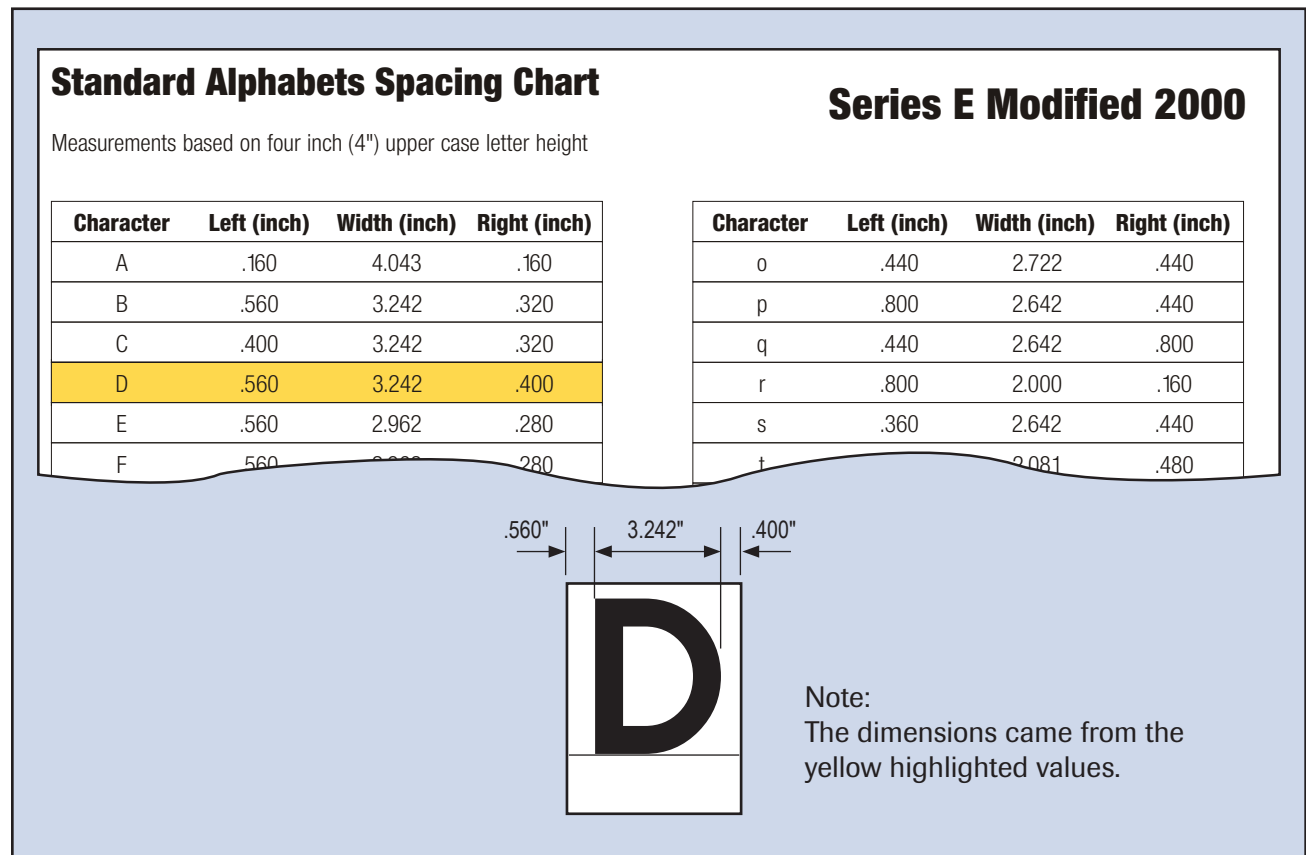 Standard Alphabets Spacing Chart
Series E Modified 2000
Measurements based on four inch (4") upper case letter height
Character Left (inch) Width (inch) Right (inch)
A .160 4.043 .160
B .560 3.242 .320
C .400 3.242 .320
D .560 3.242 .400
E .560 2.962 .280
F .560 .280
Character Left (inch) Width (inch) Right (inch)
o .440 2.722 .440
p .800 2.642 .440
q .440 2.642 .800
r .800 2.000 .160
s .360 2.642 .440
t 2.081 .480
.560" 3.242" .400"
D
Note:
The dimensions came from the
yellow highlighted values.